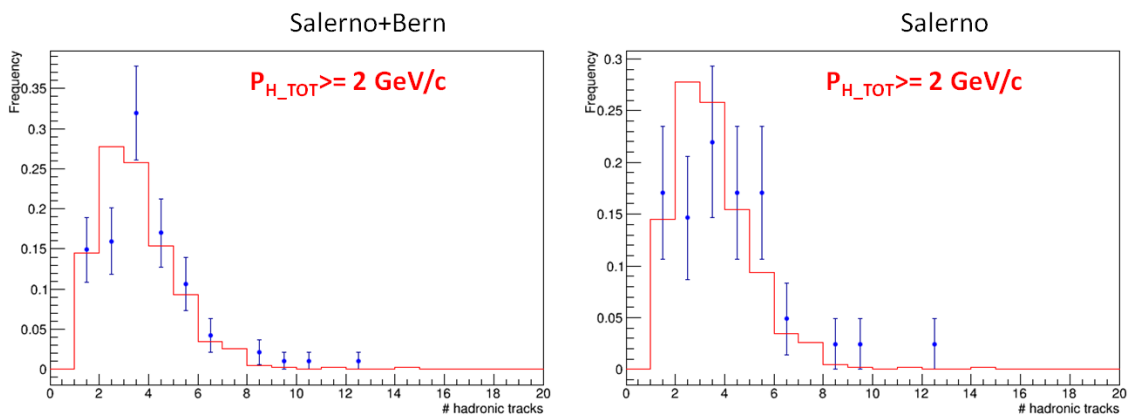 Salerno+Bern
Frequency
0.35
0.3
0.25
0.2
0.15
0.1
0.05
0
P_H_TOT>= 2 GeV/c
0 2 4 6 8 10 12 14 16 18 20
# hadronic tracks
Salerno
Frequency
0.3
0.25
0.2
0.15
0.1
0.05
0
P_H_TOT>= 2 GeV/c
0 2 4 6 8 10 12 14 16 18 20
# hadronic tracks